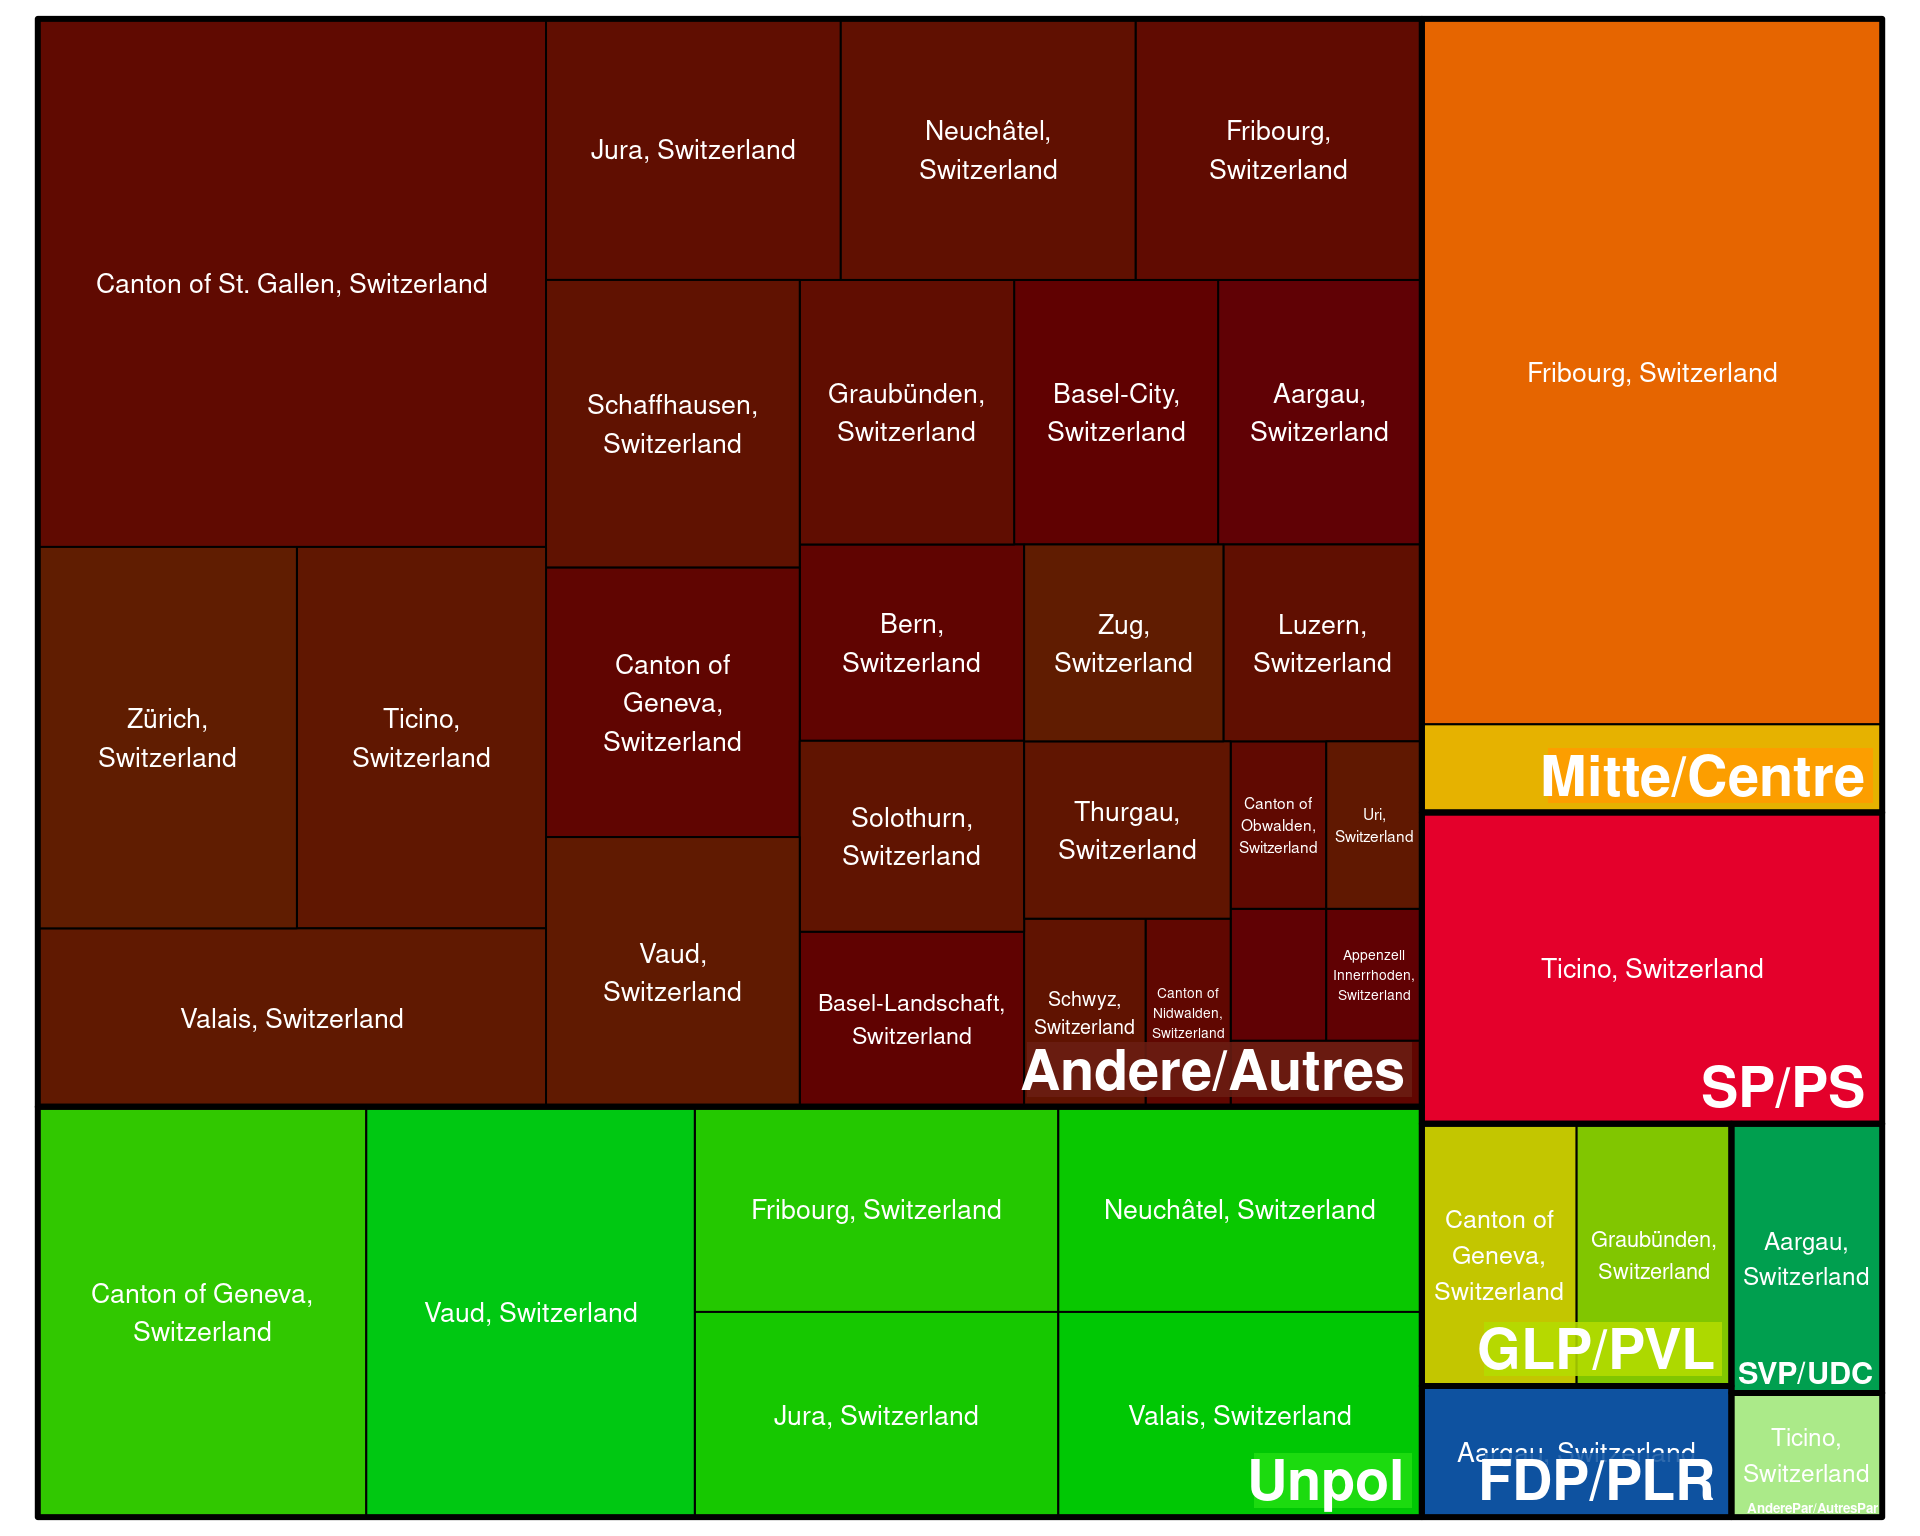 Canton of St. Gallen, Switzerland
Jura, Switzerland
Neuchâtel,
Switzerland
Fribourg,
Switzerland
Schaffhausen,
Switzerland
Graubünden,
Switzerland
Basel-City,
Switzerland
Aargau,
Switzerland
Zürich,
Switzerland
Ticino,
Switzerland
Canton of
Geneva,
Switzerland
Bern,
Switzerland
Zug,
Switzerland
Luzern,
Switzerland
Solothurn,
Switzerland
Thurgau,
Switzerland
Canton of
Obwalden,
Switzerland
Uri,
Switzerland
Valais, Switzerland
Vaud,
Switzerland
Basel-Landschaft,
Switzerland
Schwyz,
Switzerland
Canton of
Nidwalden,
Switzerland
Appenzell
Innerrhoden,
Switzerland
Andere/Autres
Canton of Geneva,
Switzerland
Vaud, Switzerland
Fribourg, Switzerland
Neuchâtel, Switzerland
Jura, Switzerland
Valais, Switzerland
Unpol
Fribourg, Switzerland
Mitte/Centre
Ticino, Switzerland
SP/PS
Canton of
Geneva,
Switzerland
Graubünden,
Switzerland
GLP/PVL
Aargau,
Switzerland
SVP/UDC
Aargau, Switzerland
FDP/PLR
Ticino,
Switzerland
AnderePar/AutresPar